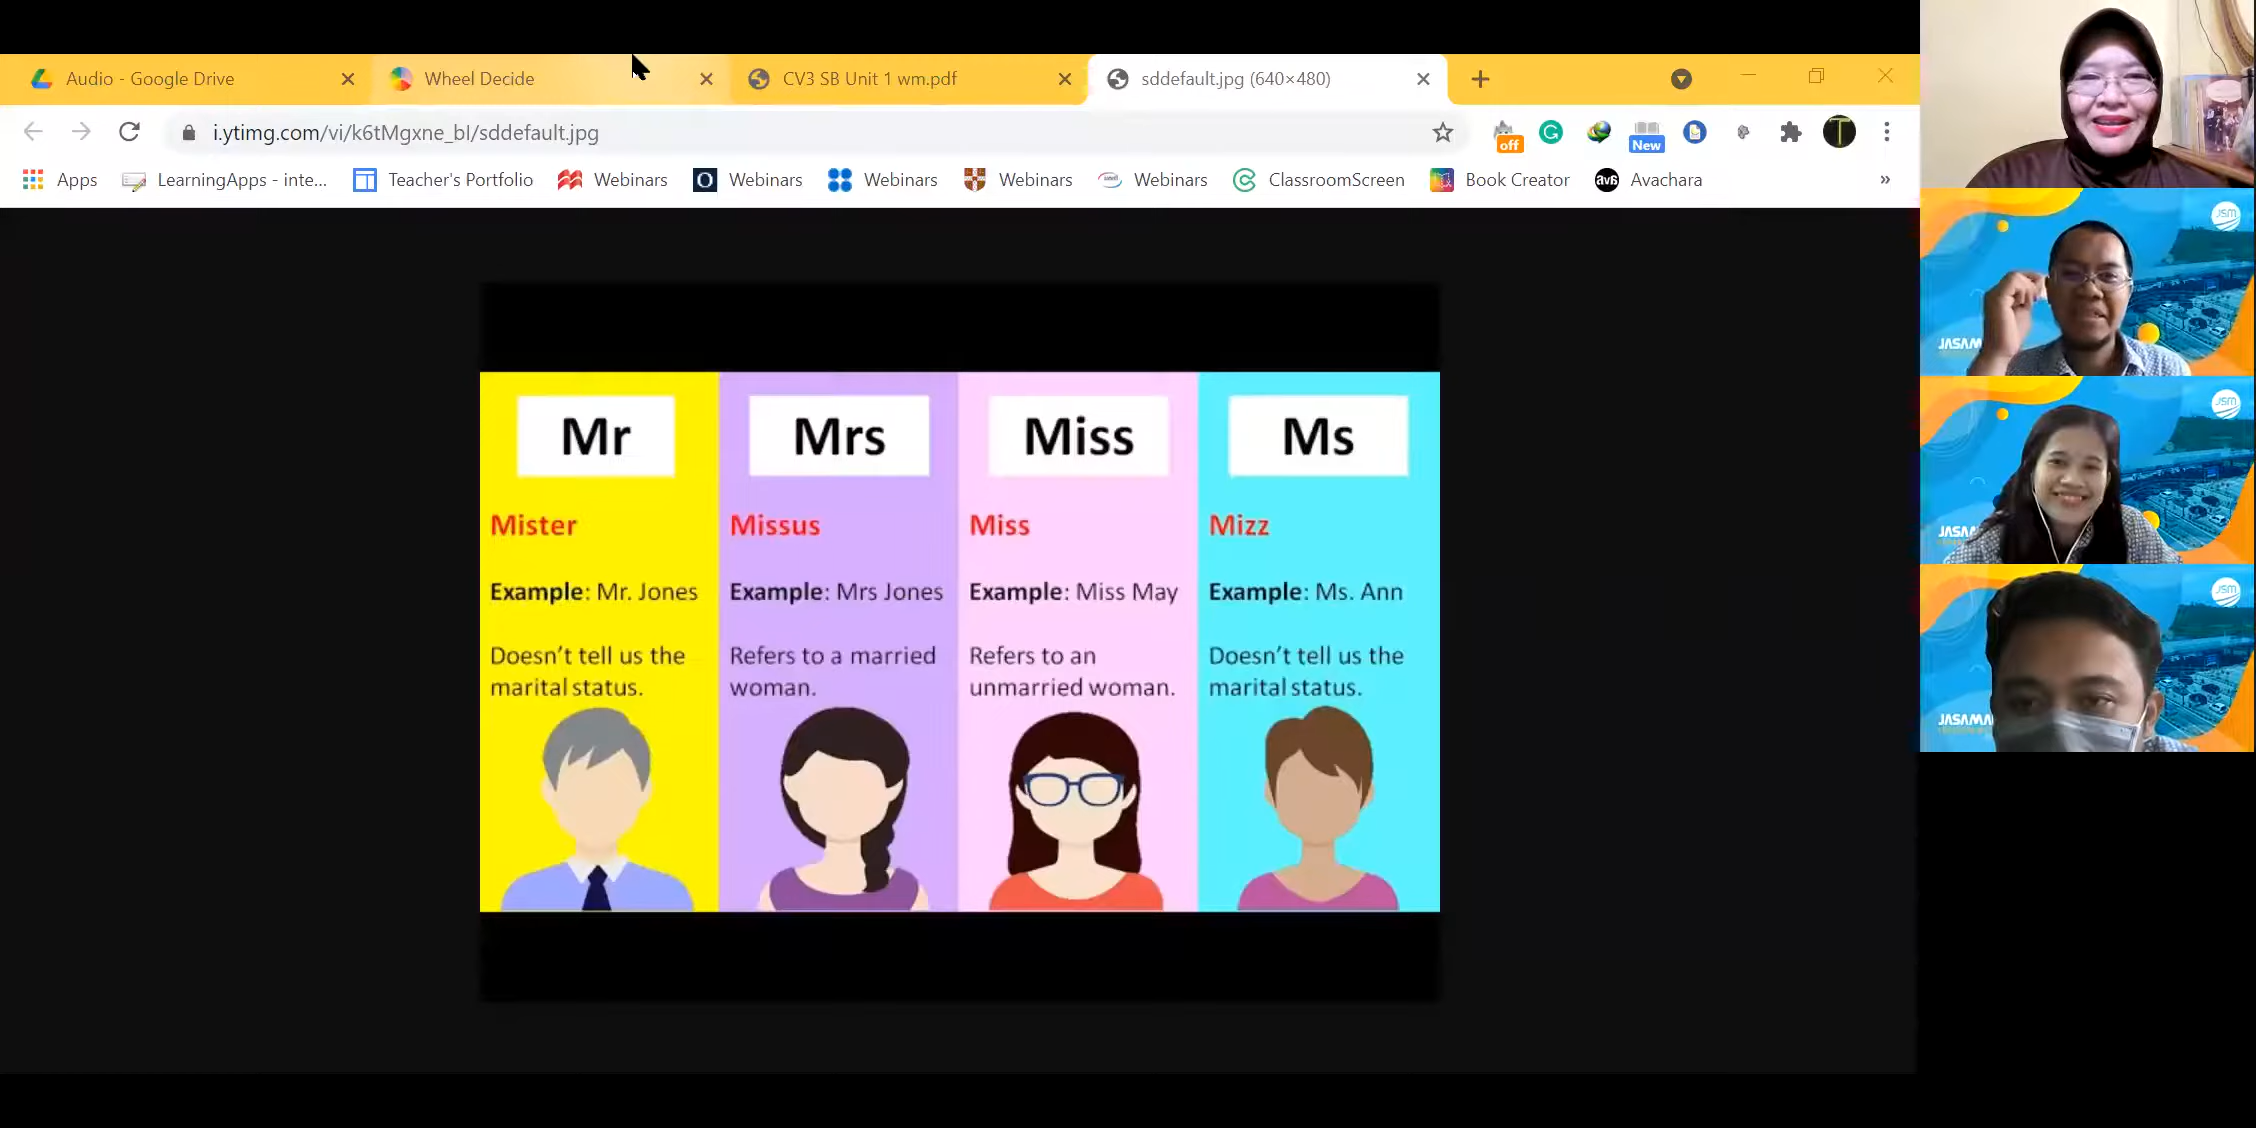 Audio - Google Drive
Wheel Decide
CV3 SB Unit 1 wm.pdf
sddefault.jpg (640×480)
i.ytimg.com/vi/k6tMgxne_bI/sddefault.jpg
off
New
T
Apps
LearningApps - inte...
Teacher's Portfolio
Webinars
Webinars
Webinars
Webinars
Webinars
ClassroomScreen
Book Creator
Avachara
»
Mr
Mister
Example: Mr. Jones
Doesn't tell us the
marital status.
Mrs
Missus
Example: Mrs Jones
Refers to a married
woman.
Miss
Miss
Example: Miss May
Refers to an
unmarried woman.
Ms
Mizz
Example: Ms. Ann
Doesn't tell us the
marital status.
JSM
JASAM
JSM
JASAM
JSM
JASAMA